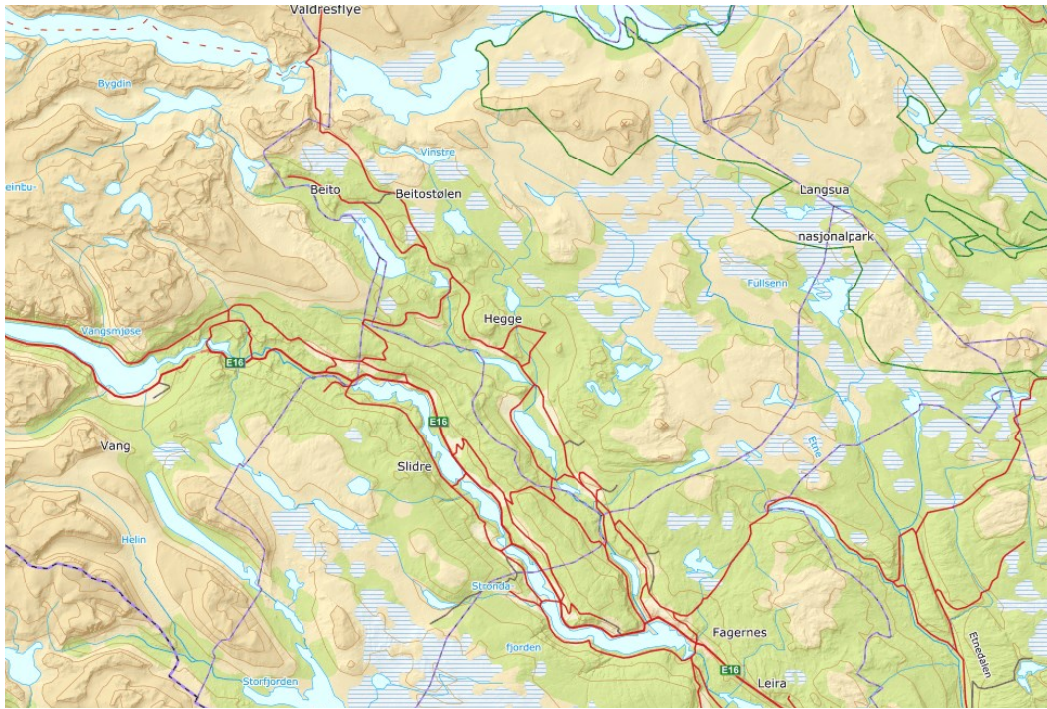 Valdresflye
Bygdin
Vinstre
Beito
Beitostølen
Langsua
nasjonalpark
Fullsenn
Vangsmjøse
Hegge
E16
E16
Vang
Slidre
Etne
Helin
Strønda
fjorden
Fagernes
Etnedalen
E16
Leira
Storfjorden